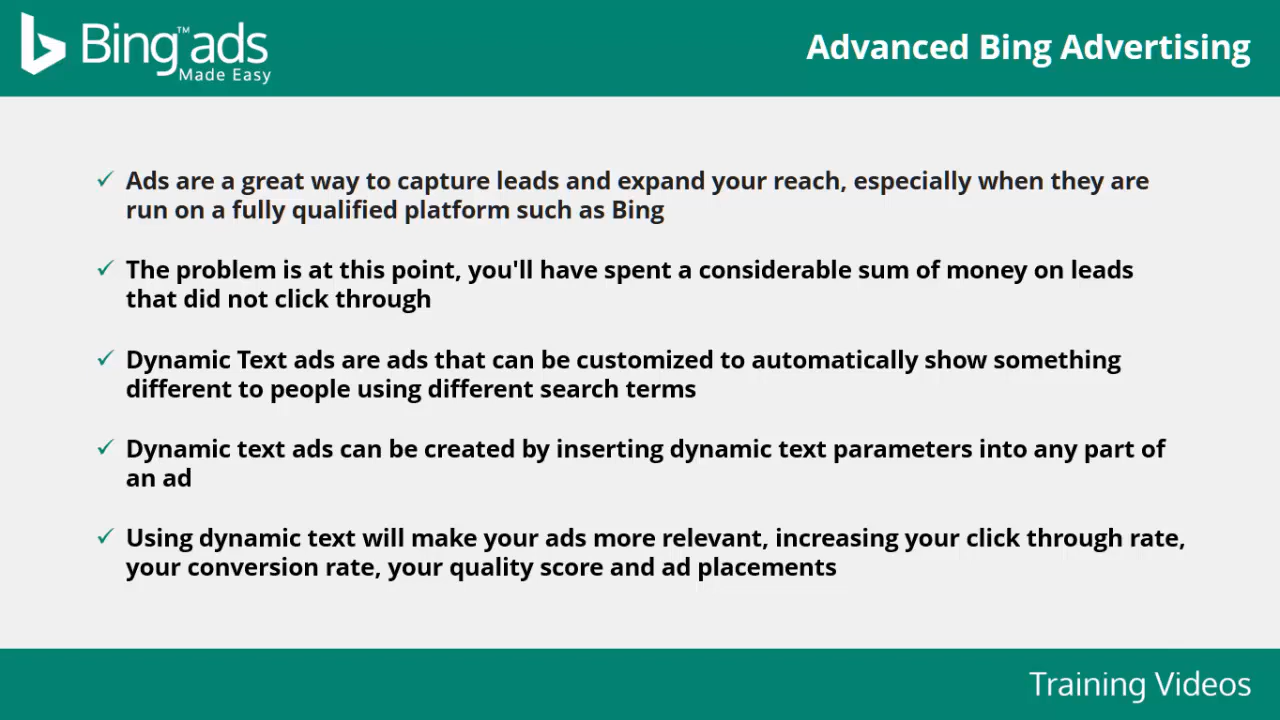 Bing™ads
Made Easy
Advanced Bing Advertising
✓ Ads are a great way to capture leads and expand your reach, especially when they are
run on a fully qualified platform such as Bing
✓ The problem is at this point, you'll have spent a considerable sum of money on leads
that did not click through
✓ Dynamic Text ads are ads that can be customized to automatically show something
different to people using different search terms
✓ Dynamic text ads can be created by inserting dynamic text parameters into any part of
an ad
✓ Using dynamic text will make your ads more relevant, increasing your click through rate,
your conversion rate, your quality score and ad placements
Training Videos